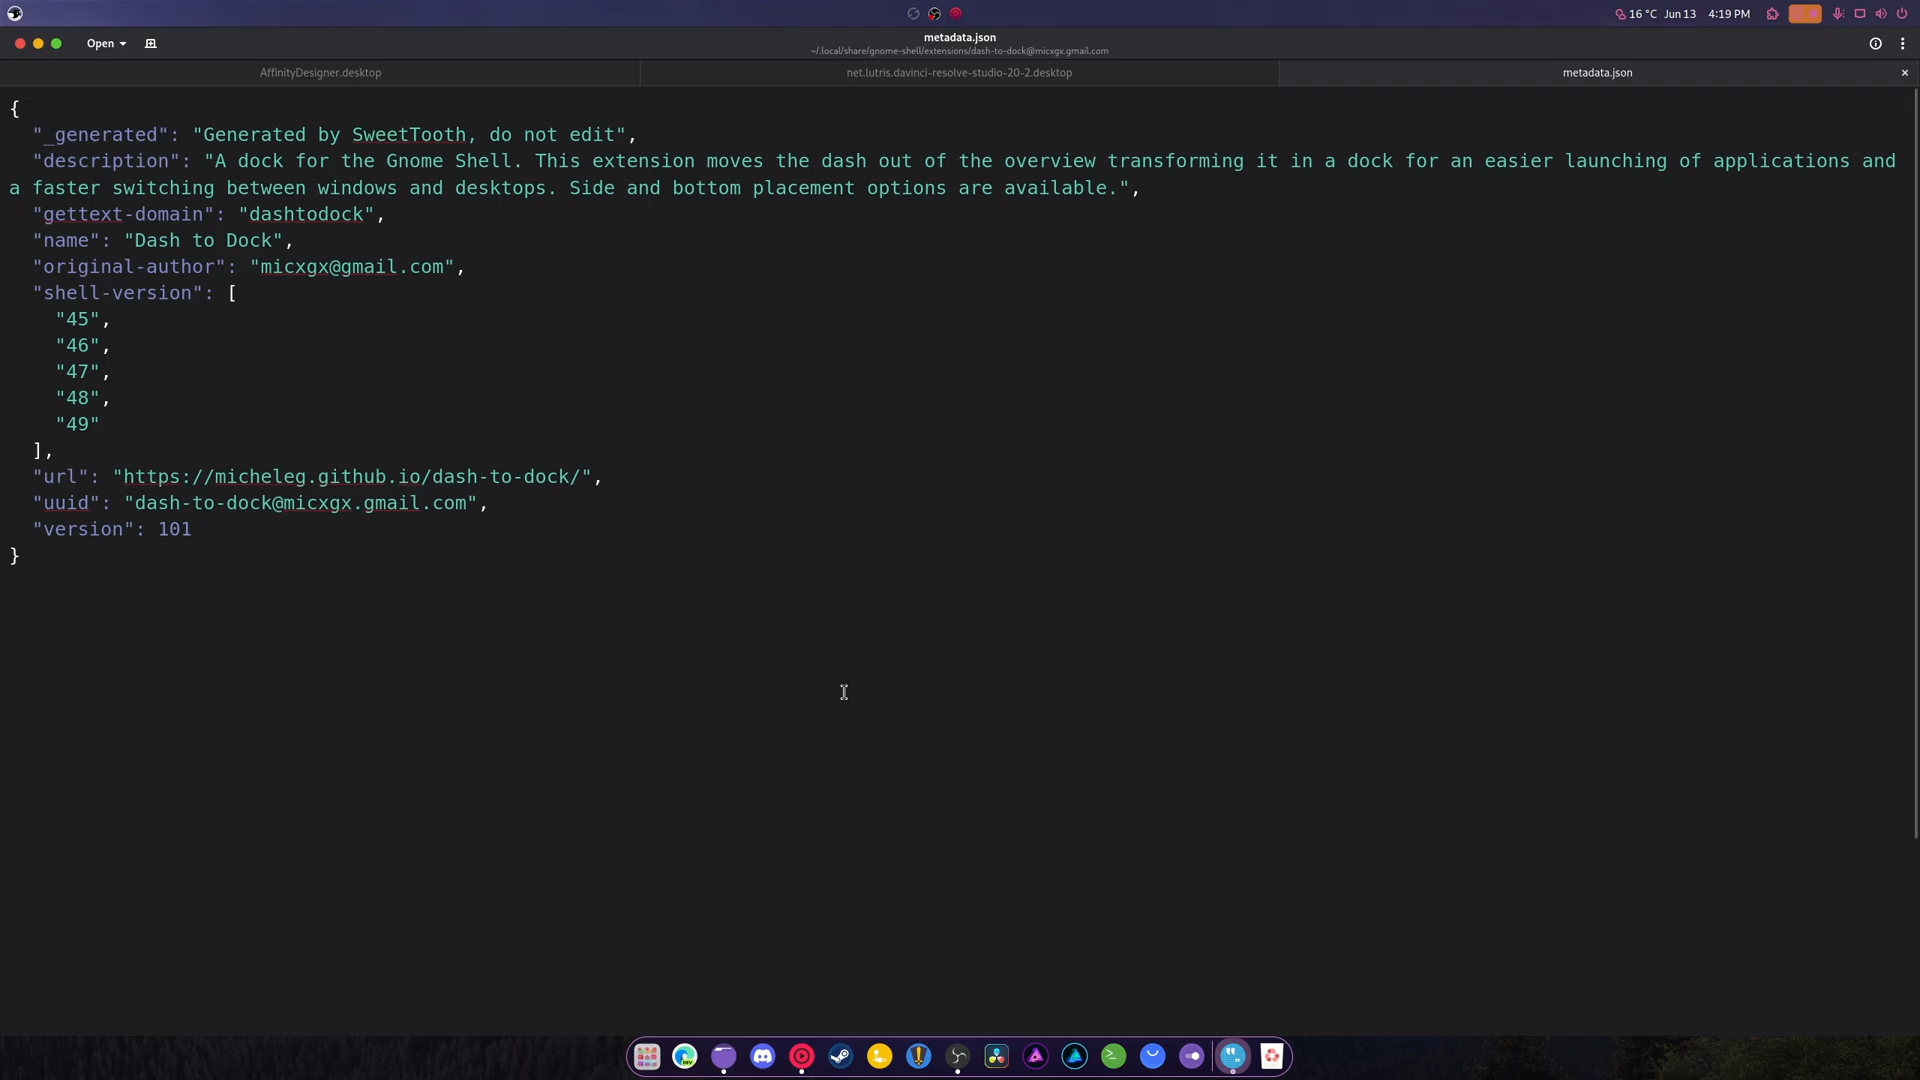 16 °C Jun 13 4:19 PM
Open
metadata.json
~/.local/share/gnome-shell/extensions/dash-to-dock@micxgx.gmail.com
AffinityDesigner.desktop
net.lutris.davinci-resolve-studio-20-2.desktop
metadata.json
{
"_generated": "Generated by SweetTooth, do not edit",
"description": "A dock for the Gnome Shell. This extension moves the dash out of the overview transforming it in a dock for an easier launching of applications and
a faster switching between windows and desktops. Side and bottom placement options are available.",
"gettext-domain": "dashtodock",
"name": "Dash to Dock",
"original-author": "micxgx@gmail.com",
"shell-version": [
"45",
"46",
"47",
"48",
"49"
],
"url": "https://micheleg.github.io/dash-to-dock/",
"uuid": "dash-to-dock@micxgx.gmail.com",
"version": 101
}
DEV